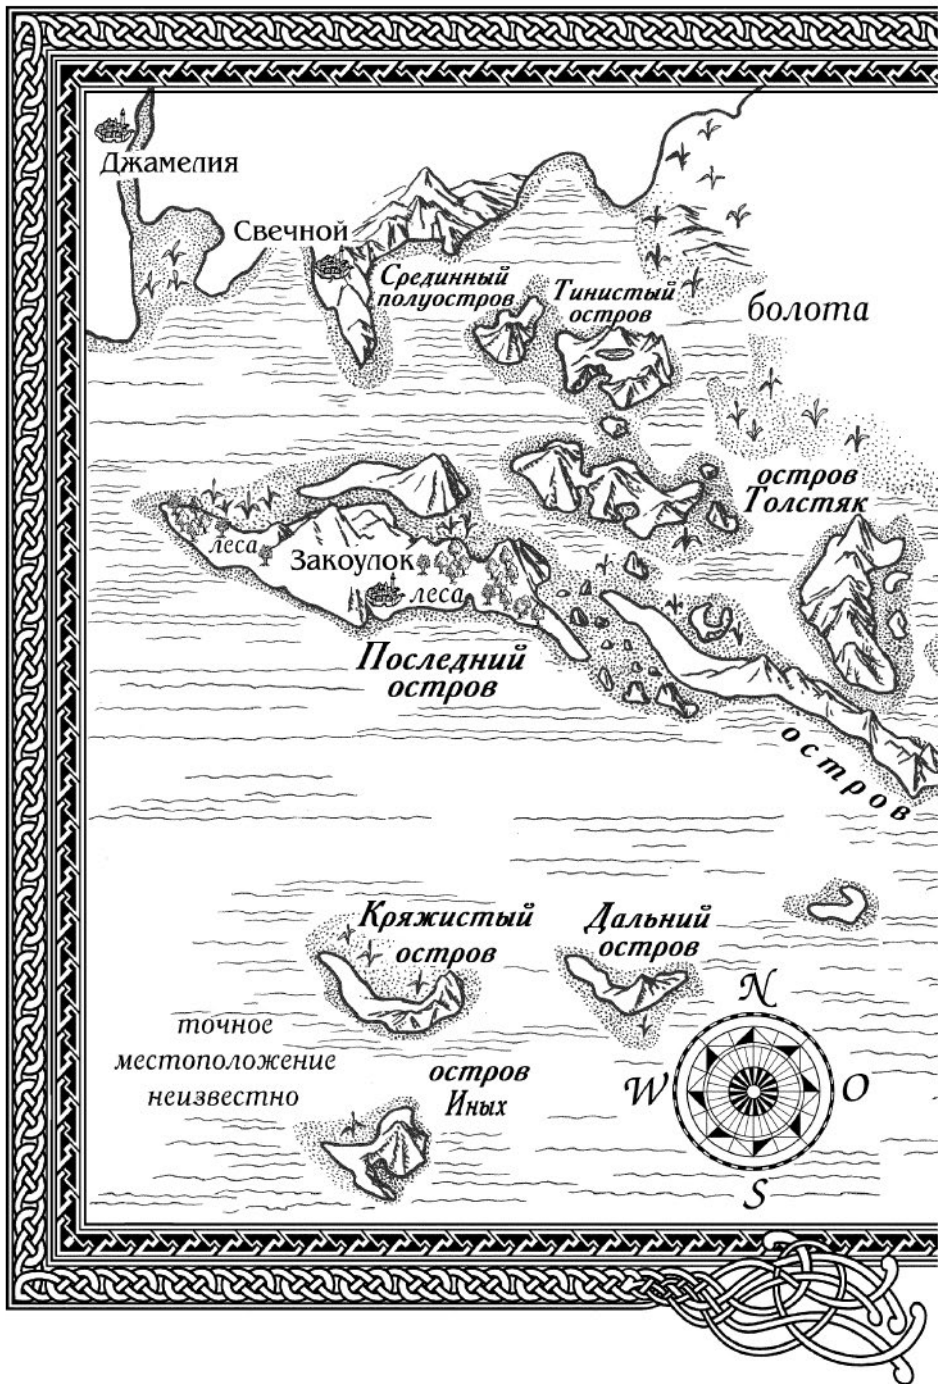 Джамелия
Свечной
Срединный
полуостров
Тинистый
остров
болота
остров
Толстяк
леса
Закоулок
леса
Последний
остров
остров
Кряжистый
остров
Дальний
остров
точное
местоположение
неизвестно
остров
Иных
N
W
O
S